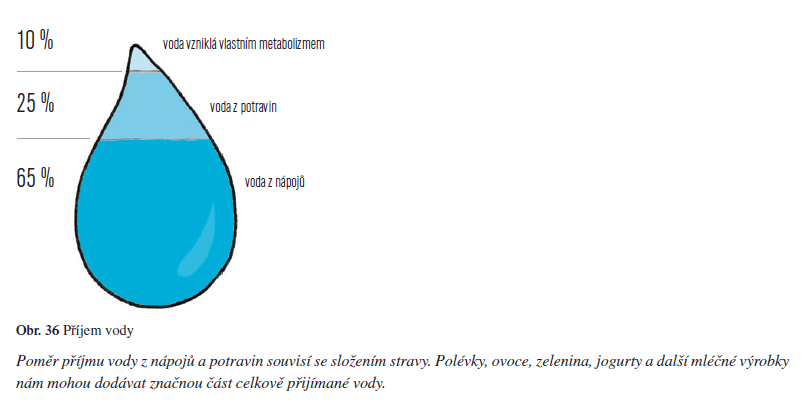 10 %
voda vzniklá vlastním metabolizmem
25 %
voda z potravin
65 %
voda z nápojů
Obr. 36 Příjem vody
Poměr příjmu vody z nápojů a potravin souvisí se složením stravy. Polévky, ovoce, zelenina, jogurty a další mléčné výrobky
nám mohou dodávat značnou část celkově přijímané vody.